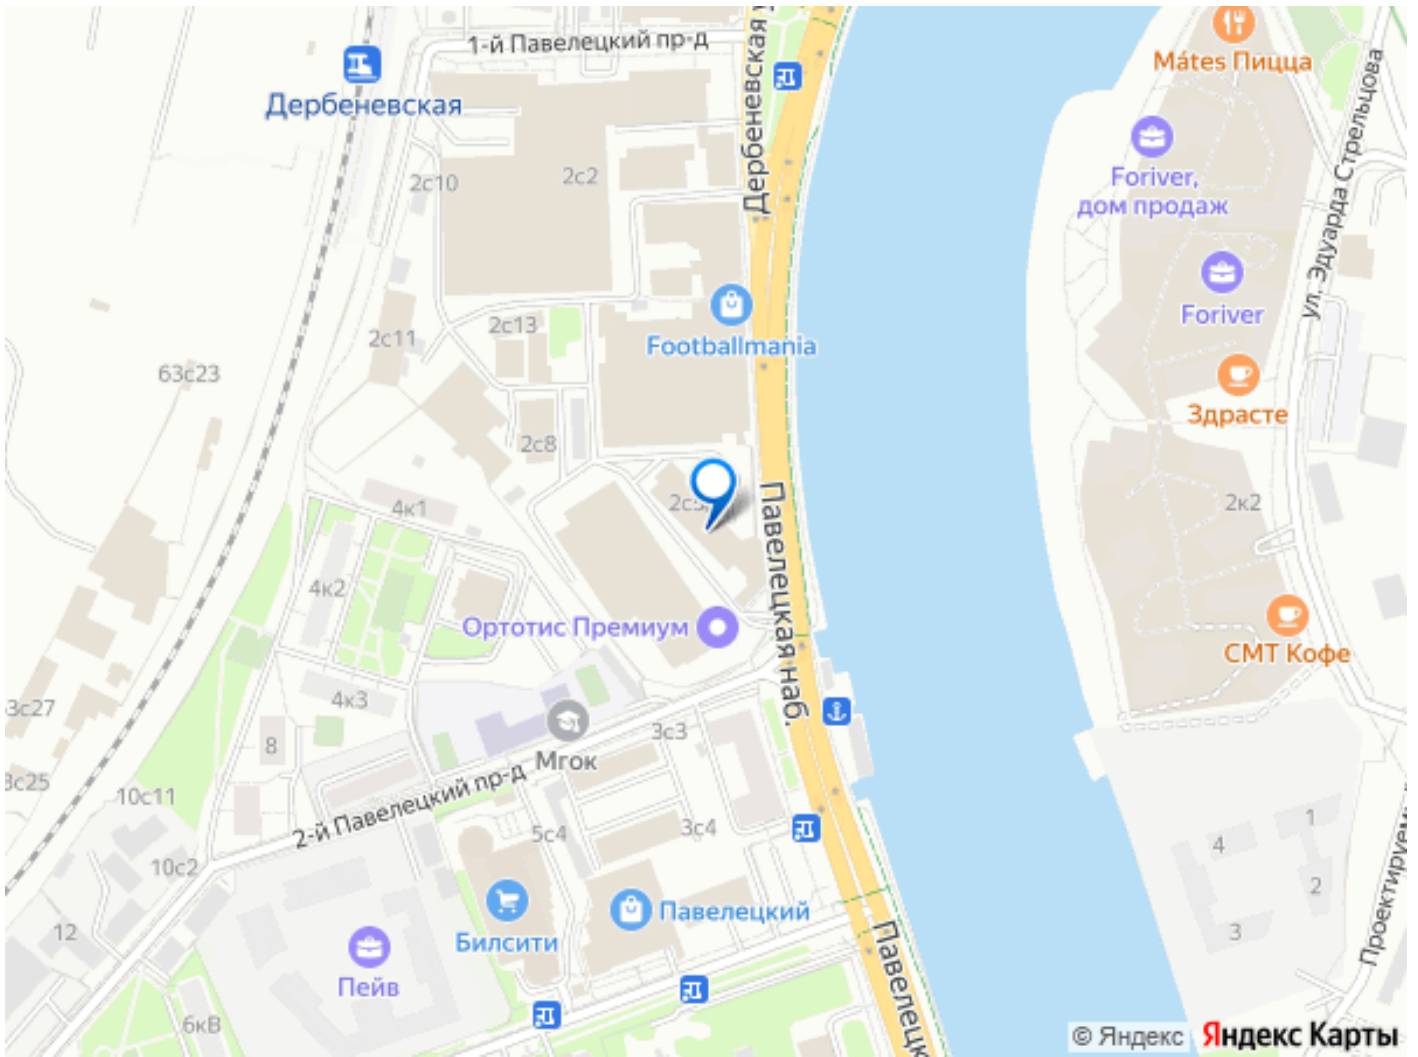 1-й Павелецкий пр-д
Дербеневская
Дербеневская
Mátes Пицца
Foriver,
дом продаж
Foriver
ул. Эдуарда Стрельцова
2с10
2с2
2с13
2с11
Footballmania
63с23
Здрасте
2с8
4к1
2с5
2к2
Павелецкая наб.
4к2
Ортотис Премиум
СМТ Кофе
4к3
3с27
8
3с3
Мгок
3с25
10с11
2-й Павелецкий пр-д
5с4
3с4
1
4
2
3
10с2
12
Билсити
Павелецкий
Пейв
6кВ
Павелецк
Проектируем
© Яндекс
Яндекс Карты